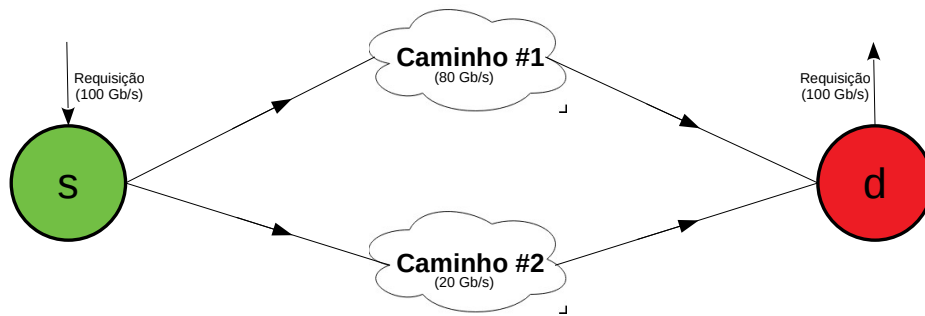 Caminho #1
(80 Gb/s)
Requisição
(100 Gb/s)
Requisição
(100 Gb/s)
s
d
Caminho #2
(20 Gb/s)